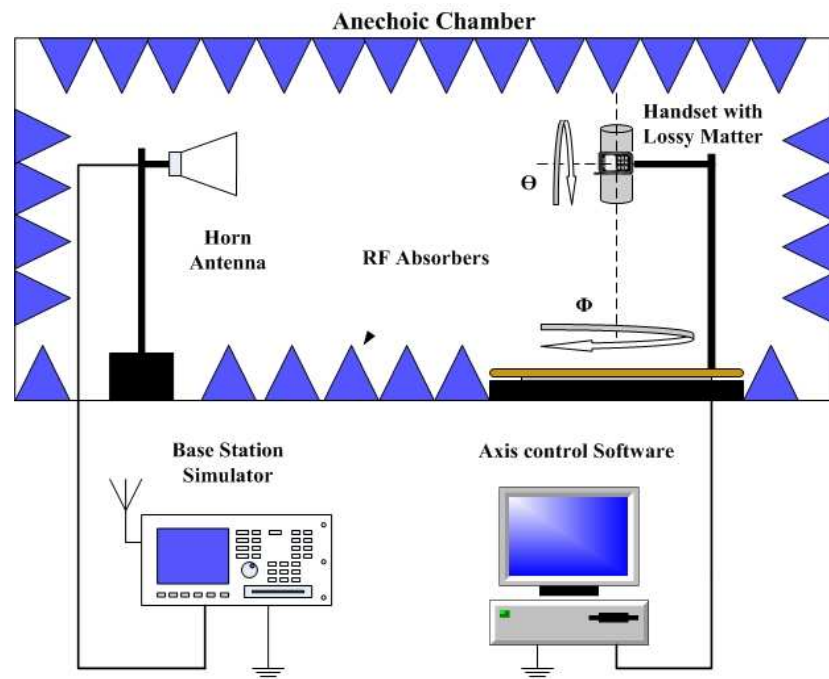 Anechoic Chamber
Handset with
Lossy Matter
Θ
Horn
Antenna
RF Absorbers
Φ
Base Station
Simulator
Axis control Software